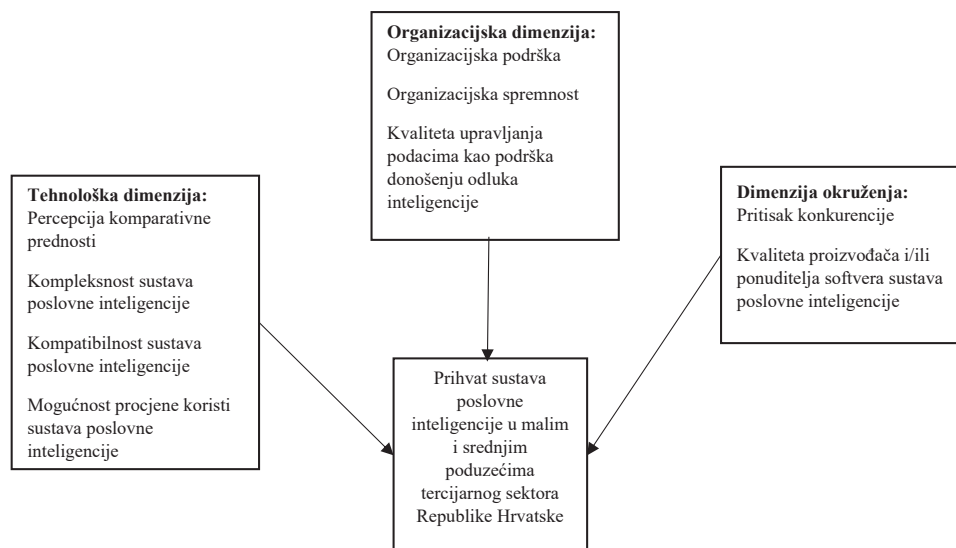 Organizacijska dimenzija:
Organizacijska podrška
Organizacijska spremnost
Kvaliteta upravljanja
podacima kao podrška
donošenju odluka
inteligencije
Tehnološka dimenzija:
Percepcija komparativne
prednosti
Kompleksnost sustava
poslovne inteligencije
Kompatibilnost sustava
poslovne inteligencije
Mogućnost procjene koristi
sustava poslovne
inteligencije
Dimenzija okruženja:
Pritisak konkurencije
Kvaliteta proizvođača i/ili
ponuditelja softvera sustava
poslovne inteligencije
Prihvat sustava
poslovne
inteligencije u malim
i srednjim
poduzećima
tercijarnog sektora
Republike Hrvatske